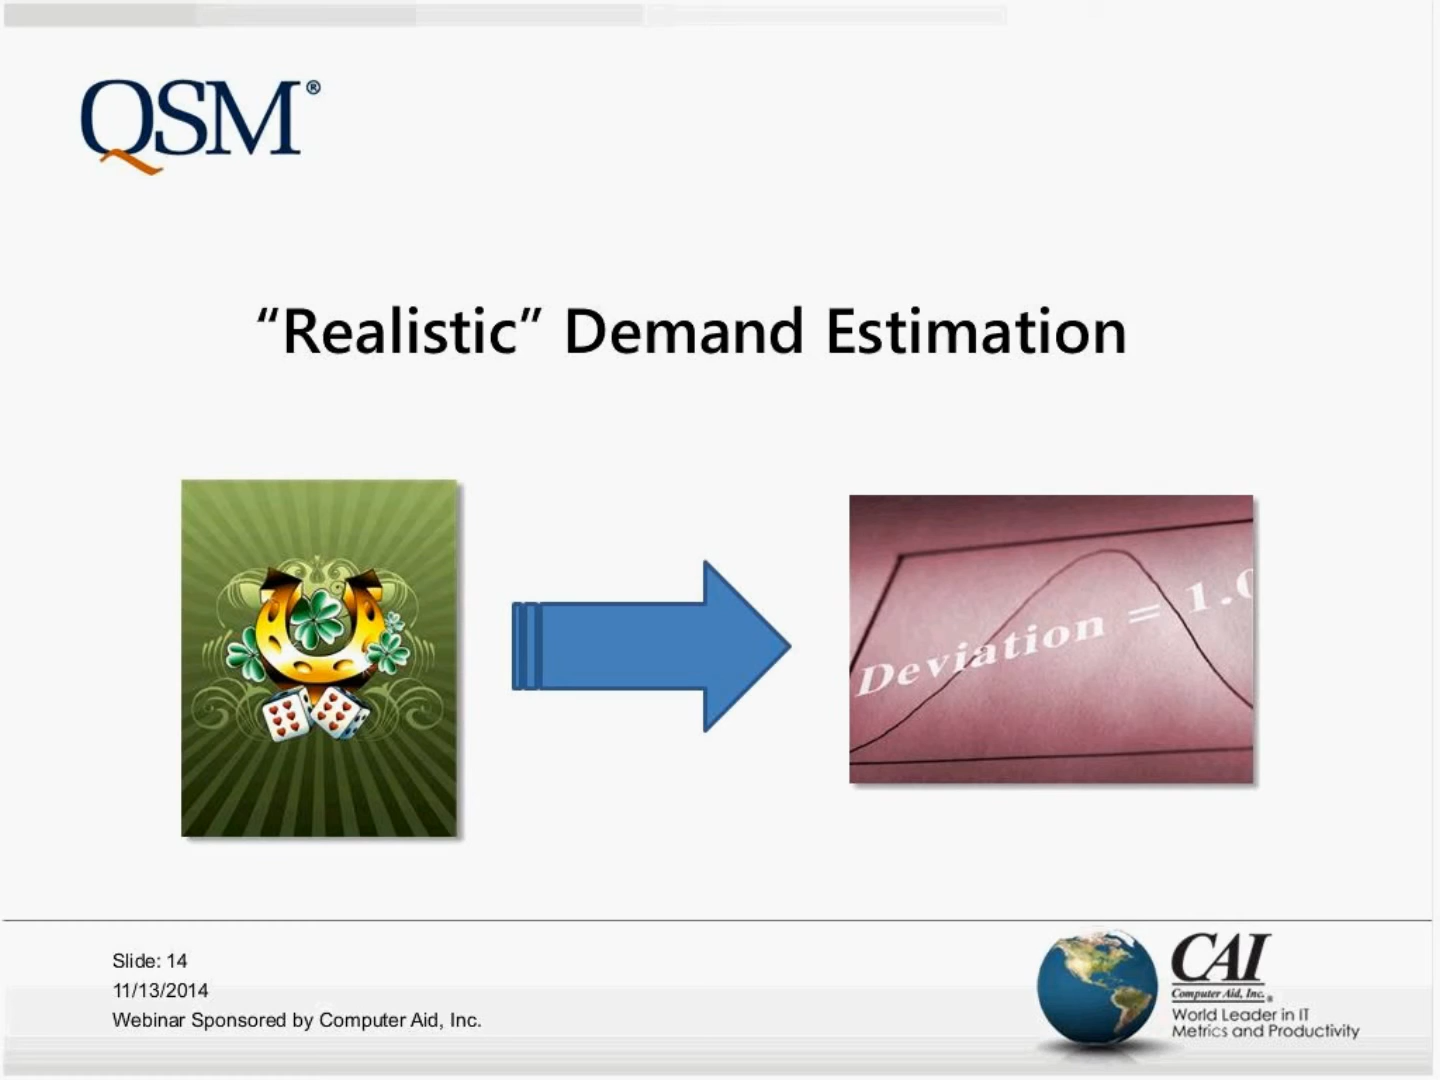 QSM®
“Realistic” Demand Estimation
Deviation = 1.0
Slide: 14
11/13/2014
Webinar Sponsored by Computer Aid, Inc.
CAI
Computer Aid, Inc.®
World Leader in IT
Metrics and Productivity